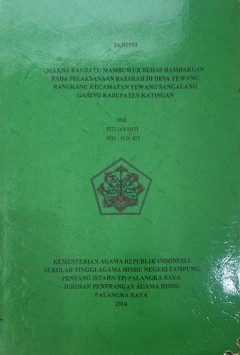 SKRIPSI
MAKNA KANDAYU MAMBUWUR BEHAS HAMBARUAN
PADA PELAKSANAAN BASARAH DI DESA TEWANG
RANGKANG KECAMATAN TEWANG SANGALANG
GARING KABUPATEN KATINGAN
Oleh
KEMENTERIAN AGAMA REPUBLIK INDONESIA
SEKOLAH TINGGI AGAMA HINDU NEGERI TAMPUNG
PENYANG (STAHN-TP) PALANGKA RAYA
JURUSAN PENERANGAN AGAMA HINDU
PALANGKA RAYA
2014